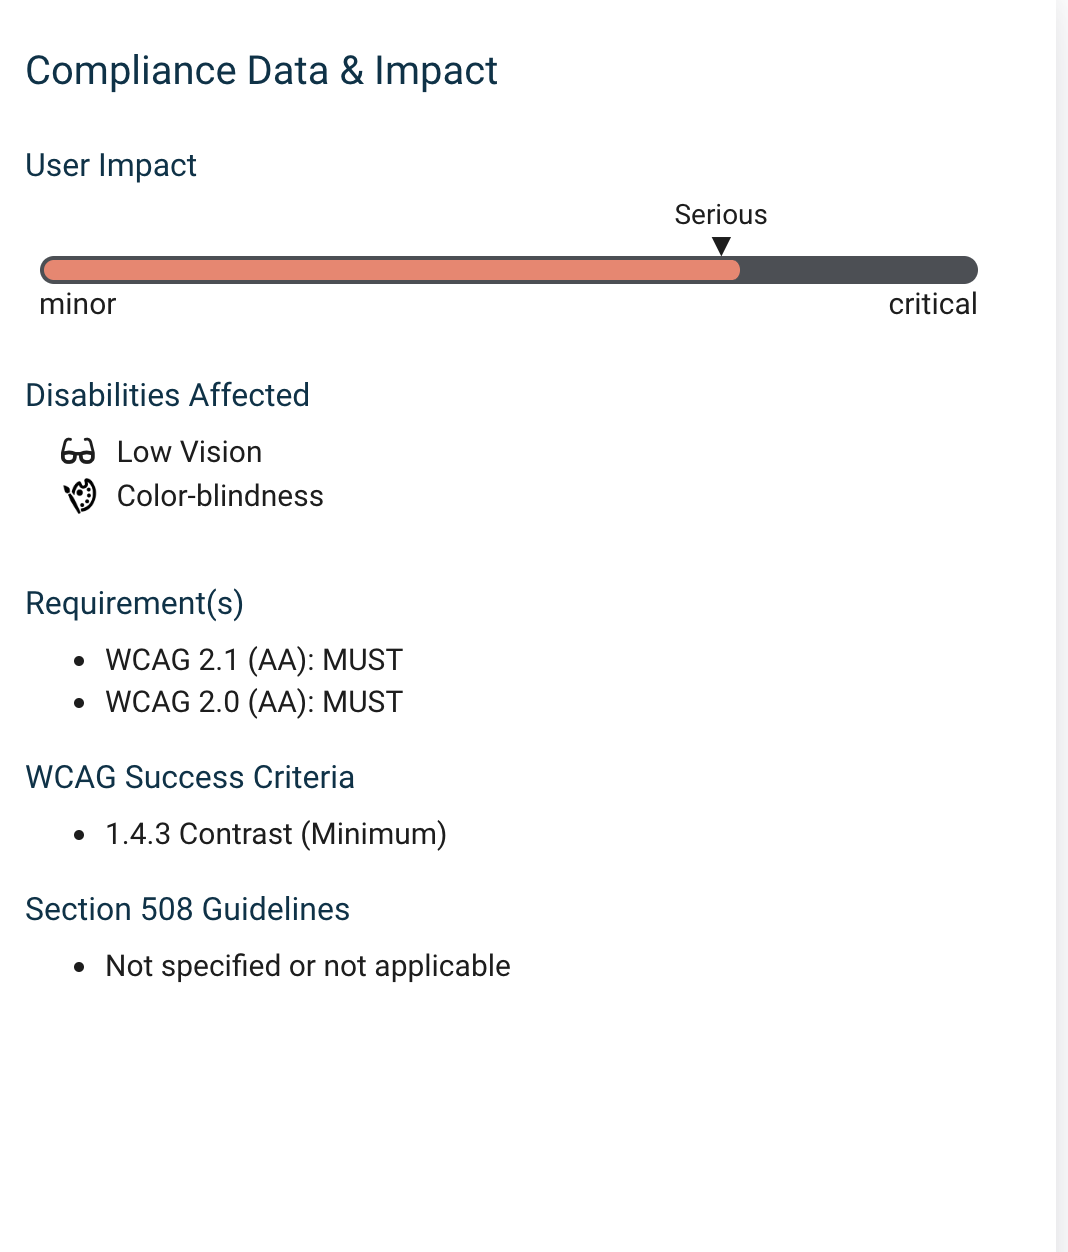 Compliance Data & Impact
User Impact
Serious
minor
critical
Disabilities Affected
Low Vision
Color-blindness
Requirement(s)
WCAG 2.1 (AA): MUST
WCAG 2.0 (AA): MUST
WCAG Success Criteria
1.4.3 Contrast (Minimum)
Section 508 Guidelines
Not specified or not applicable